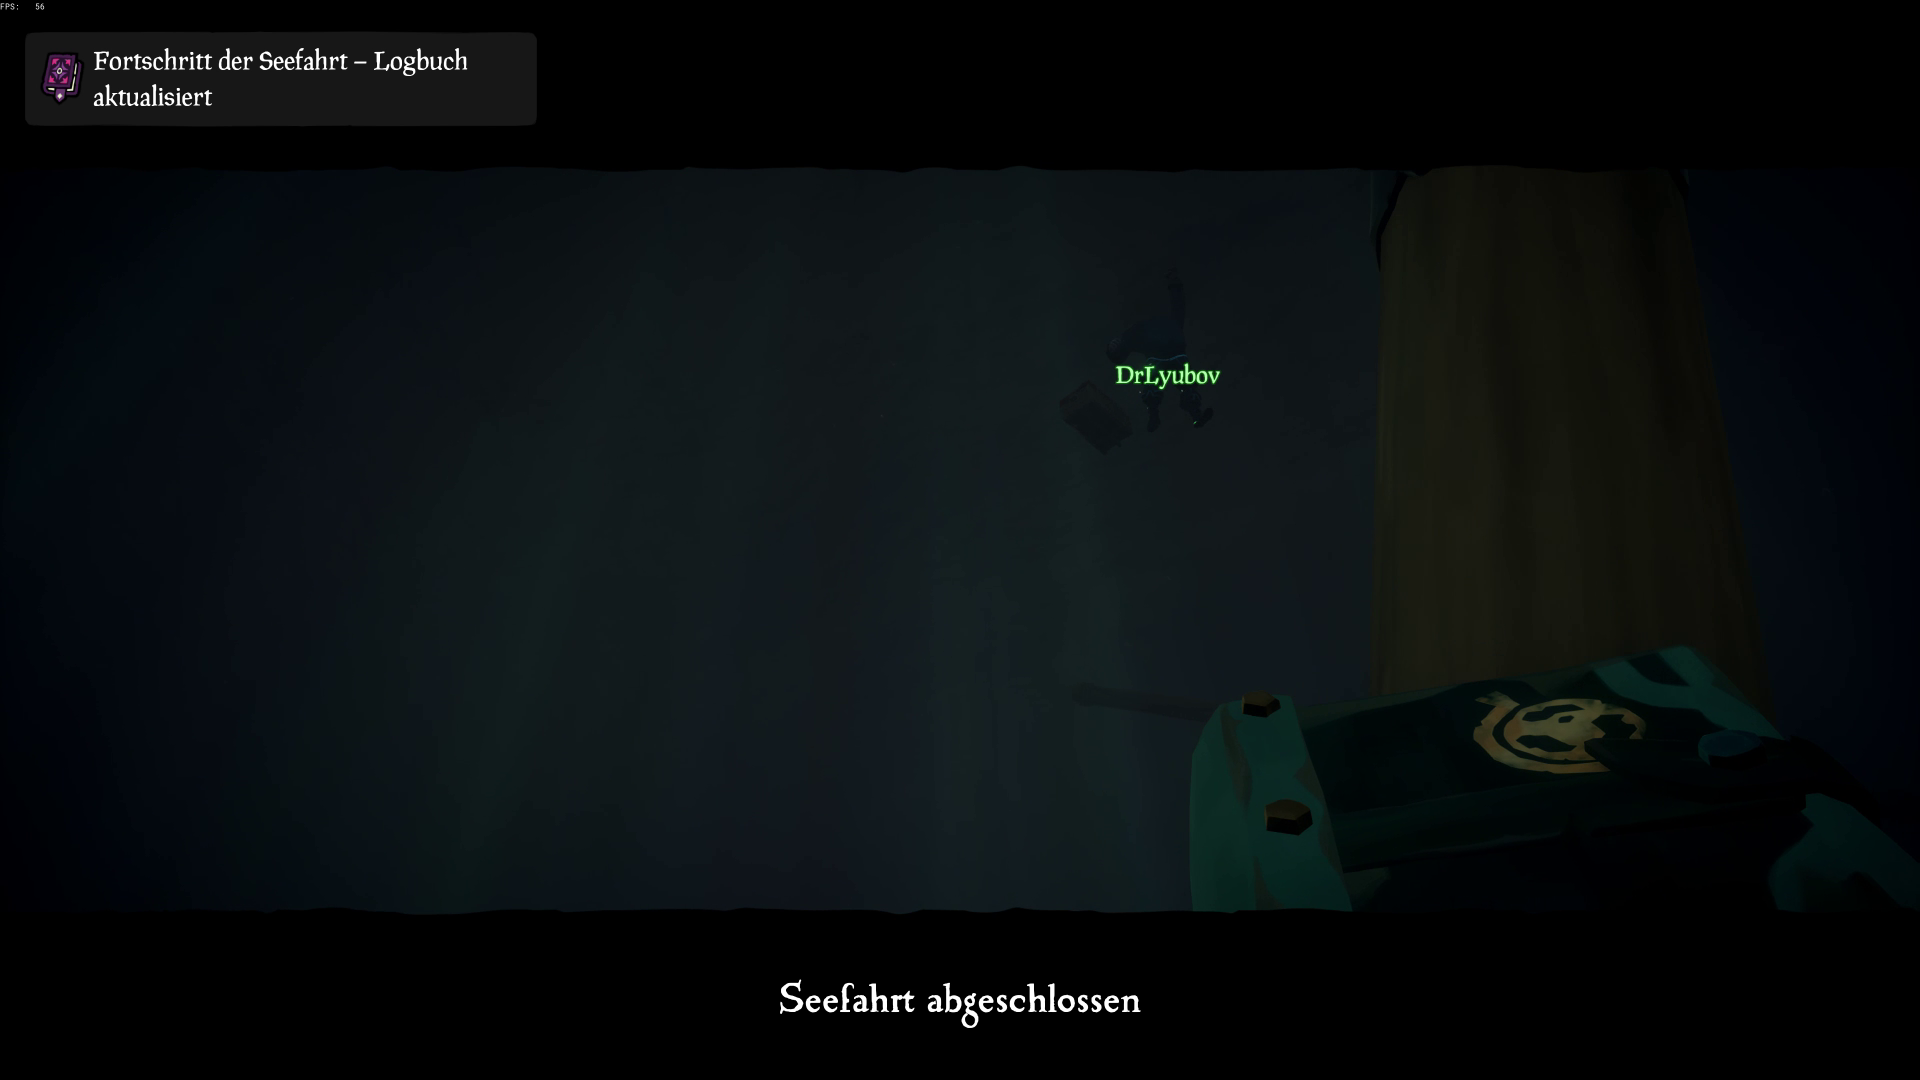 FPS: 56
Fortschritt der Seefahrt – Logbuch
aktualisiert
DrLyubov
Seefahrt abgeschlossen